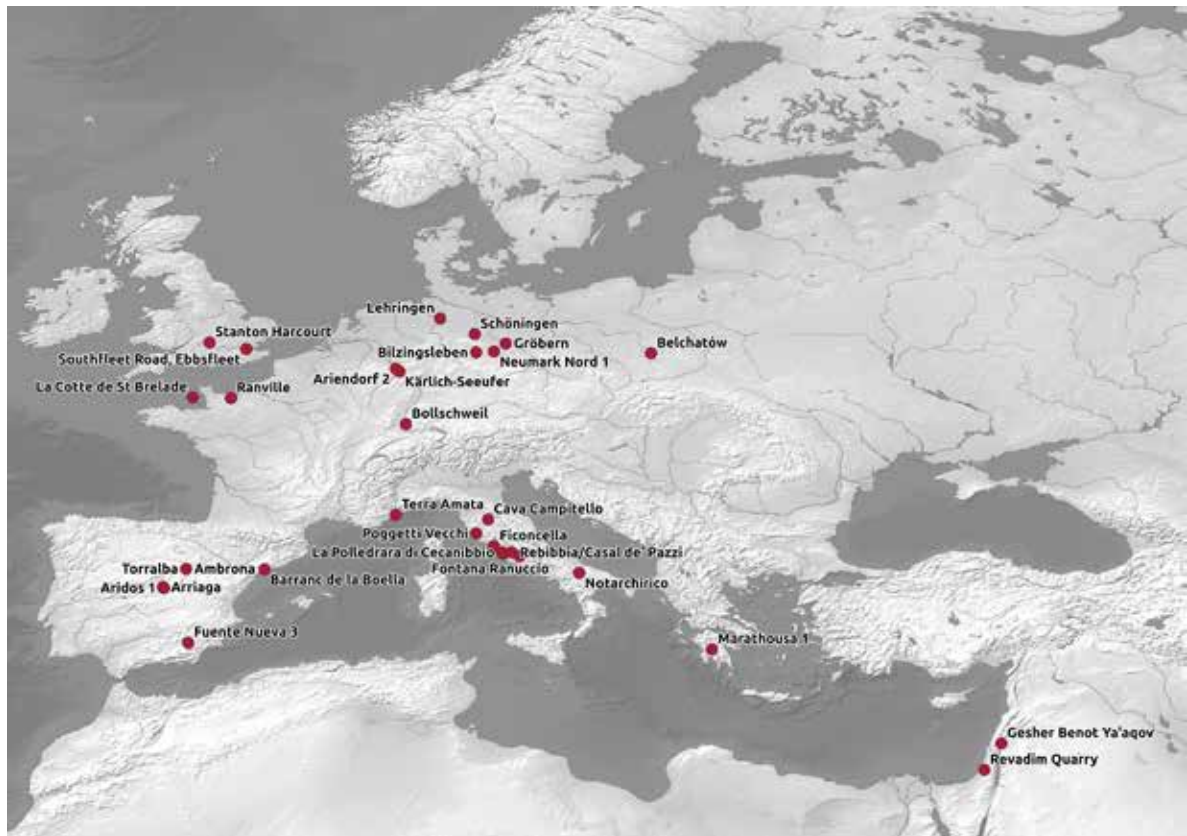 Lehringen
Schöningen
Stanton Harcourt
Gröbern
Southfleet Road, Ebbsfleet
Bilzingsleben
Neumark Nord 1
Belchatów
Ariendorf 2
Kärlich-Seeufer
La Cotte de St Brelade
Ranville
Bollschweil
Terra Amata
Cava Campitello
Poggetti Vecchi
Ficoncella
La Polledrara di Cecanibbio
Rebibbia/Casal de' Pazzi
Fontana Ranuccio
Torralba
Ambrona
Barranc de la Boella
Notarchirico
Aridos 1
Arriaga
Fuente Nueva 3
Marathousa 1
Gesher Benot Ya'aqov
Revadim Quarry